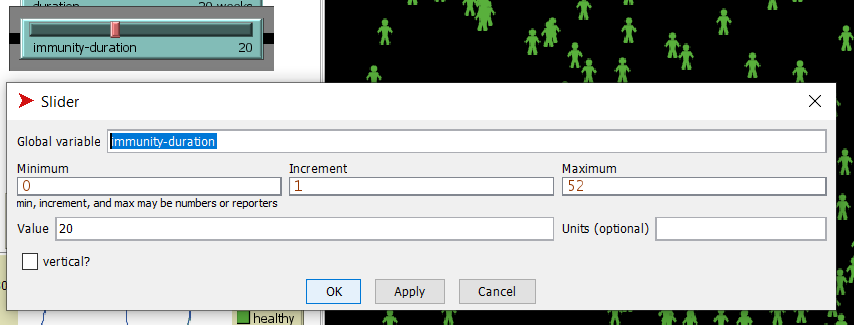 duration 20 weeks
immunity-duration 20
Slider
Global variable immunity-duration
Minimum Increment Maximum
0 1 52
min, increment, and max may be numbers or reporters
Value 20 Units (optional)
vertical?
OK Apply Cancel
healthy